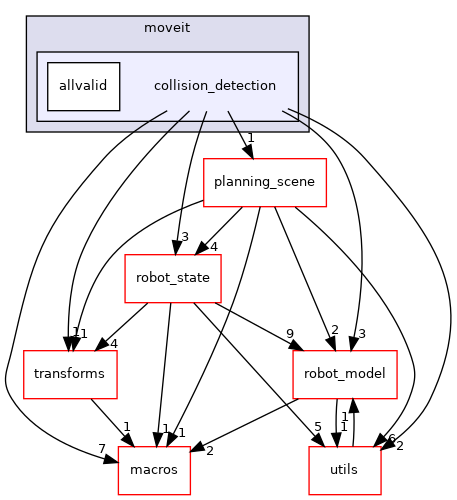 moveit
allvalid
collision_detection
1
planning_scene
3
4
robot_state
1
1
4
9
2
3
transforms
robot_model
1
1
1
1
1
5
6
7
2
2
macros
utils